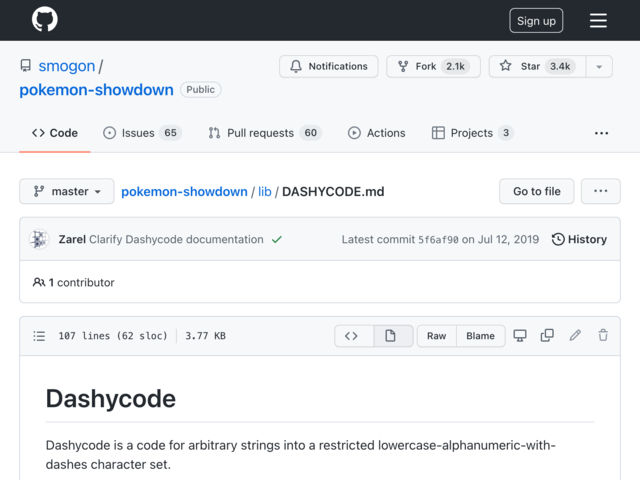 Sign up
smogon /
Notifications Fork 2.1k Star 3.4k
pokemon-showdown Public
Code Issues 65 Pull requests 60 Actions Projects 3 ...
master pokemon-showdown / lib / DASHYCODE.md Go to file ...
Zarel Clarify Dashycode documentation Latest commit 5f6af90 on Jul 12, 2019 History
1 contributor
107 lines (62 sloc) 3.77 KB Raw Blame
Dashycode
Dashycode is a code for arbitrary strings into a restricted lowercase-alphanumeric-with-
dashes character set.